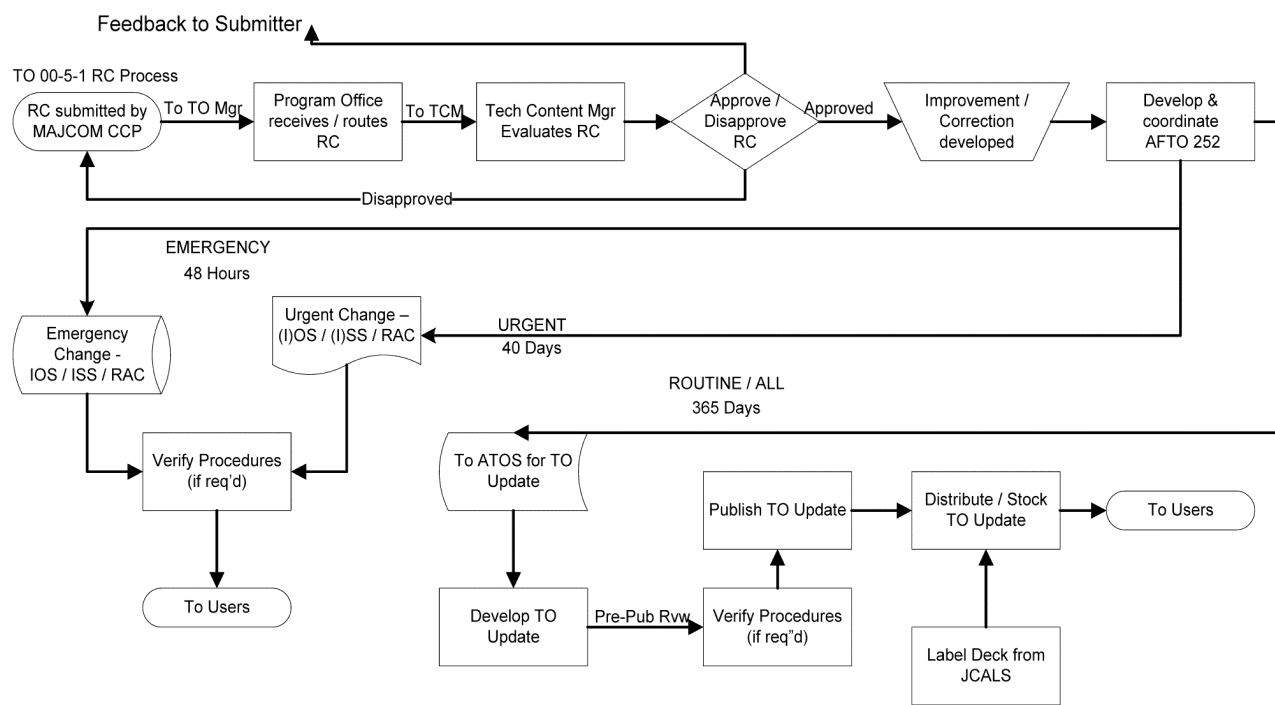 Feedback to Submitter
TO 00-5-1 RC Process
RC submitted by
MAJCOM CCP
To TO Mgr
Program Office
receives / routes
RC
To TCM
Tech Content Mgr
Evaluates RC
Approve /
Disapprove
RC
Approved
Improvement /
Correction
developed
Develop &
coordinate
AFTO 252
Disapproved
EMERGENCY
48 Hours
Emergency
Change -
IOS / ISS / RAC
Urgent Change –
(I)OS / (I)SS / RAC
URGENT
40 Days
ROUTINE / ALL
365 Days
Verify Procedures
(if req’d)
To Users
To ATOS for TO
Update
Develop TO
Update
Pre-Pub Rvw
Verify Procedures
(if req”d)
Publish TO Update
Distribute / Stock
TO Update
To Users
Label Deck from
JCALS